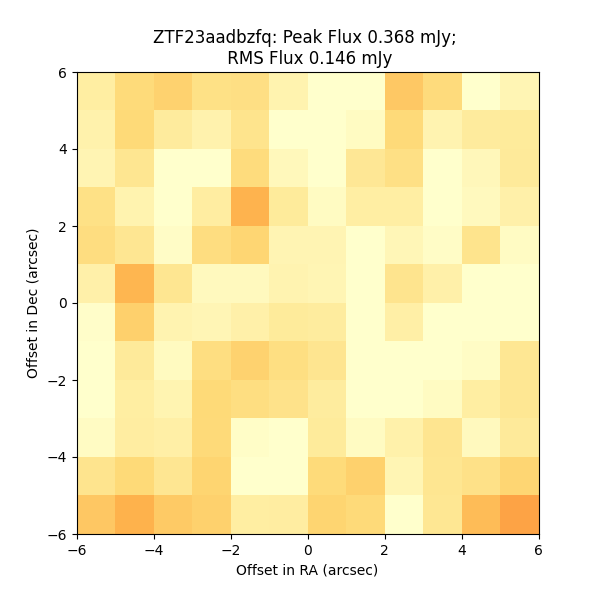 ZTF23aadbzfq: Peak Flux 0.368 mJy;
RMS Flux 0.146 mJy
6
4
2
0
−2
−4
−6
Offset in Dec (arcsec)
−6 −4 −2 0 2 4 6
Offset in RA (arcsec)